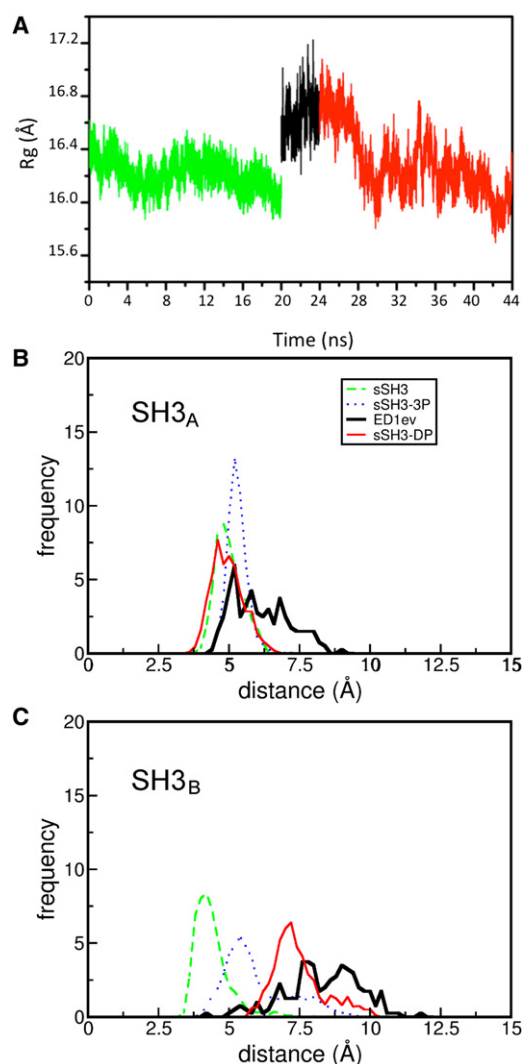 A
17.2
16.8
16.4
16.0
15.6
Rg (Å)
0 4 8 12 16 20 24 28 32 36 40 44
Time (ns)
B
20
15
10
5
0
frequency
SH3A
sSH3
sSH3-3P
ED1ev
sSH3-DP
0 2.5 5 7.5 10 12.5 15
distance (Å)
C
20
15
10
5
0
frequency
SH3B
0 2.5 5 7.5 10 12.5 15
distance (Å)